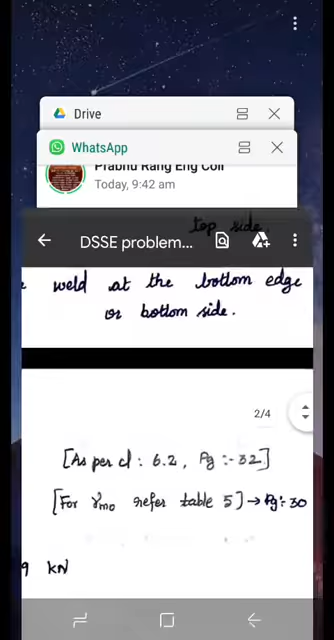 Drive
WhatsApp
Prabhu Rang Eng Coll
Today, 9:42 am
top side.
DSSE problem...
weld at the bottom edge
or bottom side.
2/4
[As per cl : 6.2, Pg :- 32]
[For γmo refer table 5] → Pg :- 30
9 kN